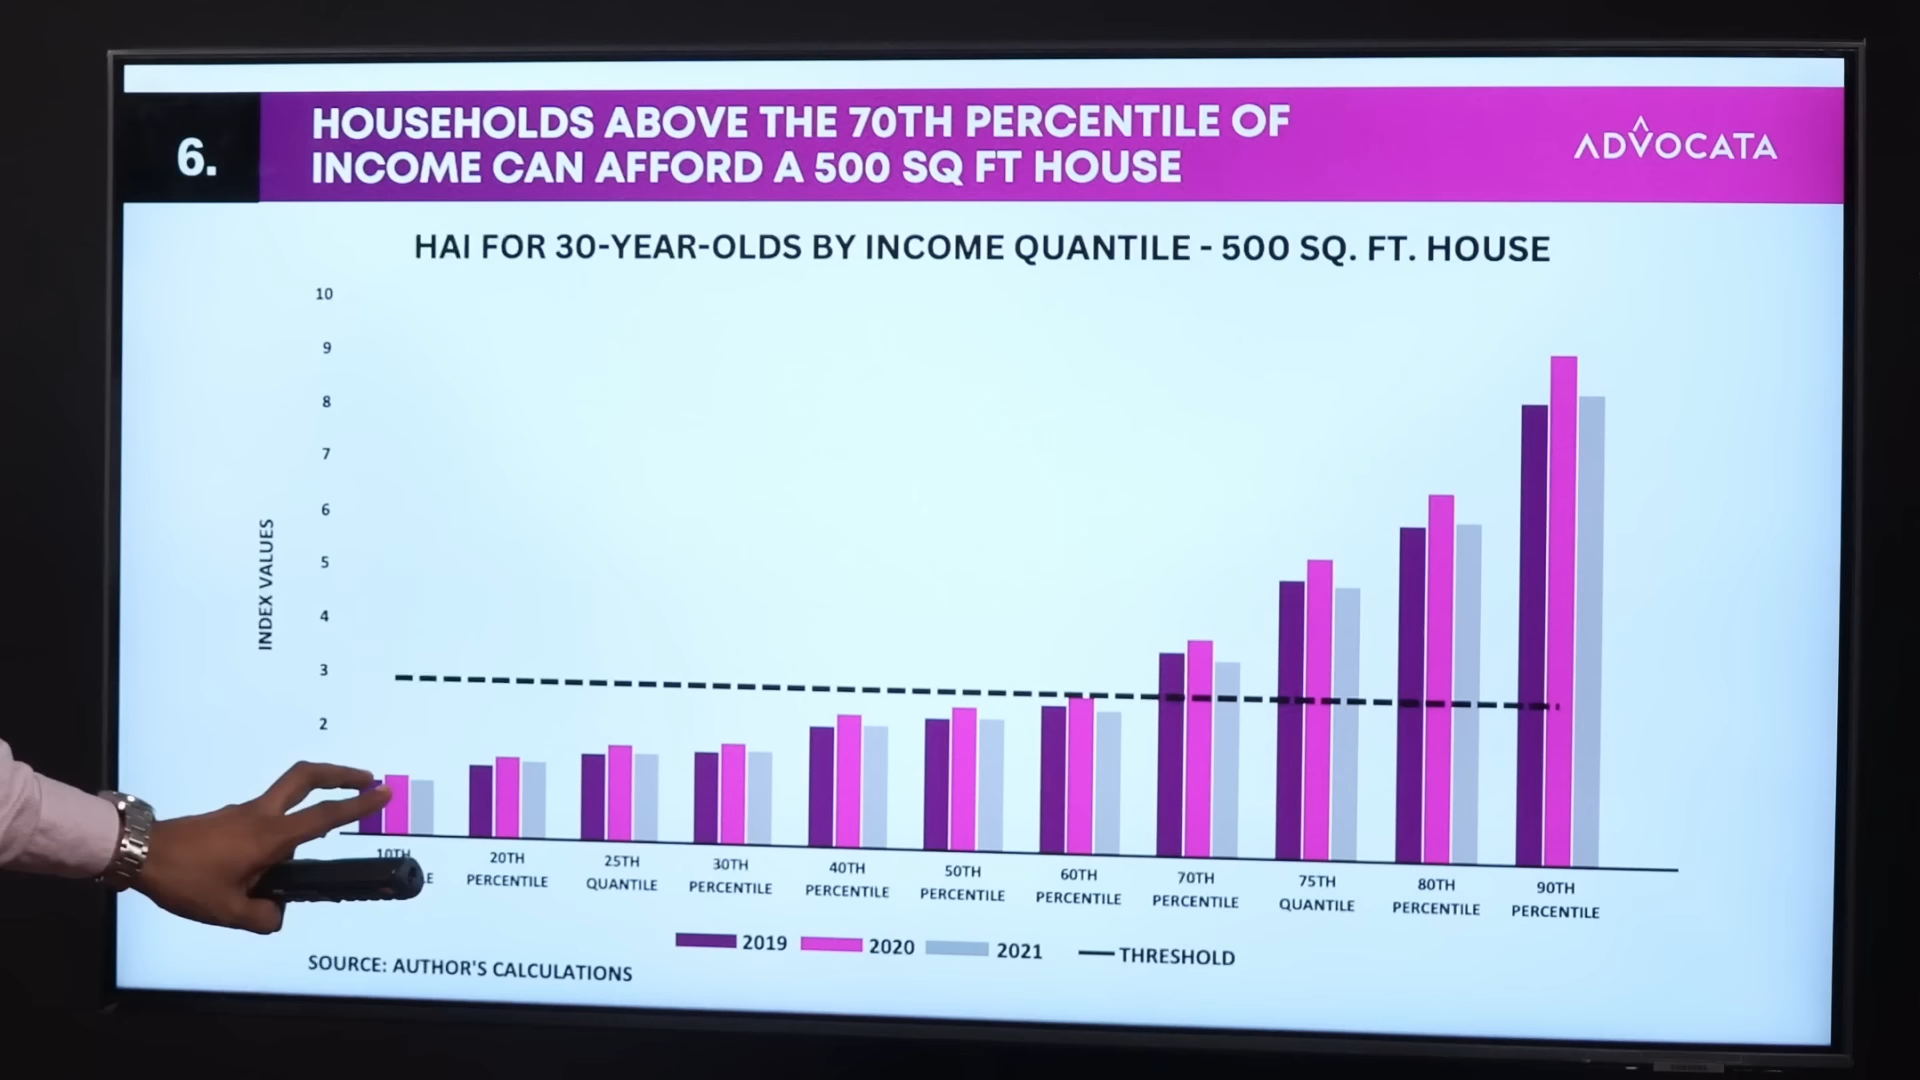 6.
HOUSEHOLDS ABOVE THE 70TH PERCENTILE OF
INCOME CAN AFFORD A 500 SQ FT HOUSE
ADVOCATA
HAI FOR 30-YEAR-OLDS BY INCOME QUANTILE - 500 SQ. FT. HOUSE
10
9
8
7
6
5
4
3
2
INDEX VALUES
10TH
20TH PERCENTILE
25TH QUANTILE
30TH PERCENTILE
40TH PERCENTILE
50TH PERCENTILE
60TH PERCENTILE
70TH PERCENTILE
75TH QUANTILE
80TH PERCENTILE
90TH PERCENTILE
2019 2020 2021 THRESHOLD
SOURCE: AUTHOR'S CALCULATIONS